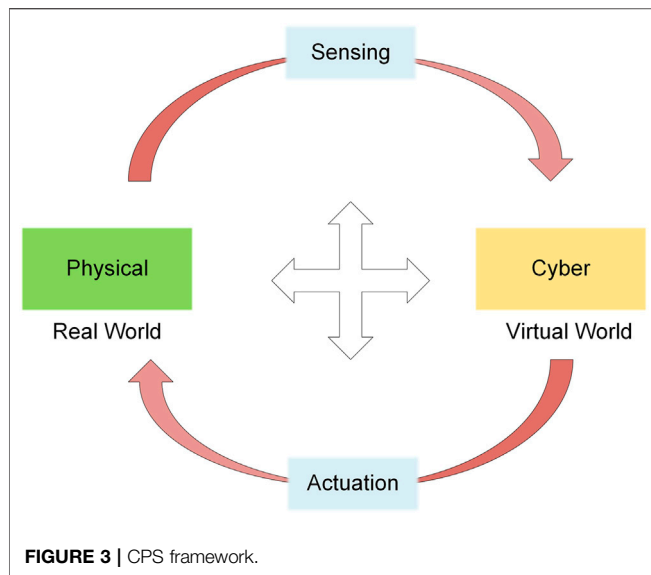 Sensing
Physical
Cyber
Real World
Virtual World
Actuation
FIGURE 3 | CPS framework.